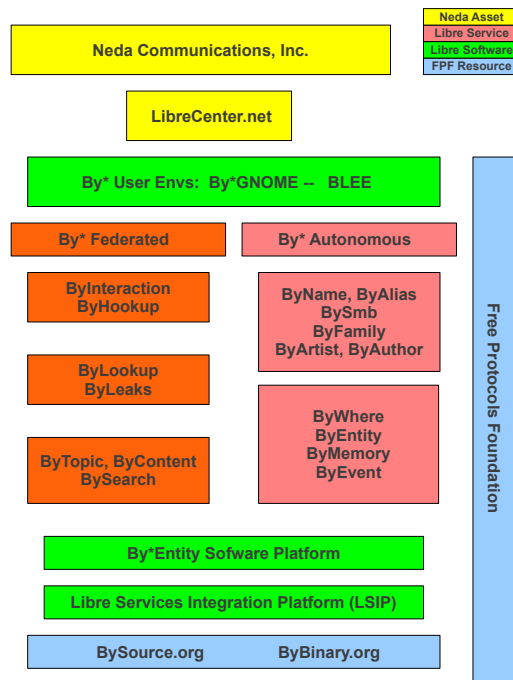 Neda Communications, Inc.
Neda Asset
Libre Service
Libre Software
FPF Resource
LibreCenter.net
By* User Envs: By*GNOME -- BLEE
By* Federated
By* Autonomous
ByInteraction
ByHookup
ByName, ByAlias
BySmb
ByFamily
ByArtist, ByAuthor
ByLookup
ByLeaks
ByWhere
ByEntity
ByMemory
ByEvent
ByTopic, ByContent
BySearch
Free Protocols Foundation
By*Entity Sofware Platform
Libre Services Integration Platform (LSIP)
BySource.org ByBinary.org